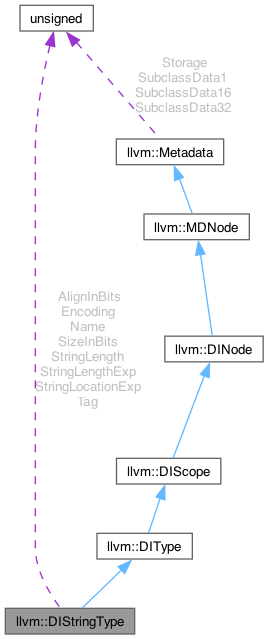 unsigned
Storage
SubclassData1
SubclassData16
SubclassData32
llvm::Metadata
llvm::MDNode
AlignInBits
Encoding
Name
SizeInBits
StringLength
StringLengthExp
StringLocationExp
Tag
llvm::DINode
llvm::DIScope
llvm::DIType
llvm::DIStringType